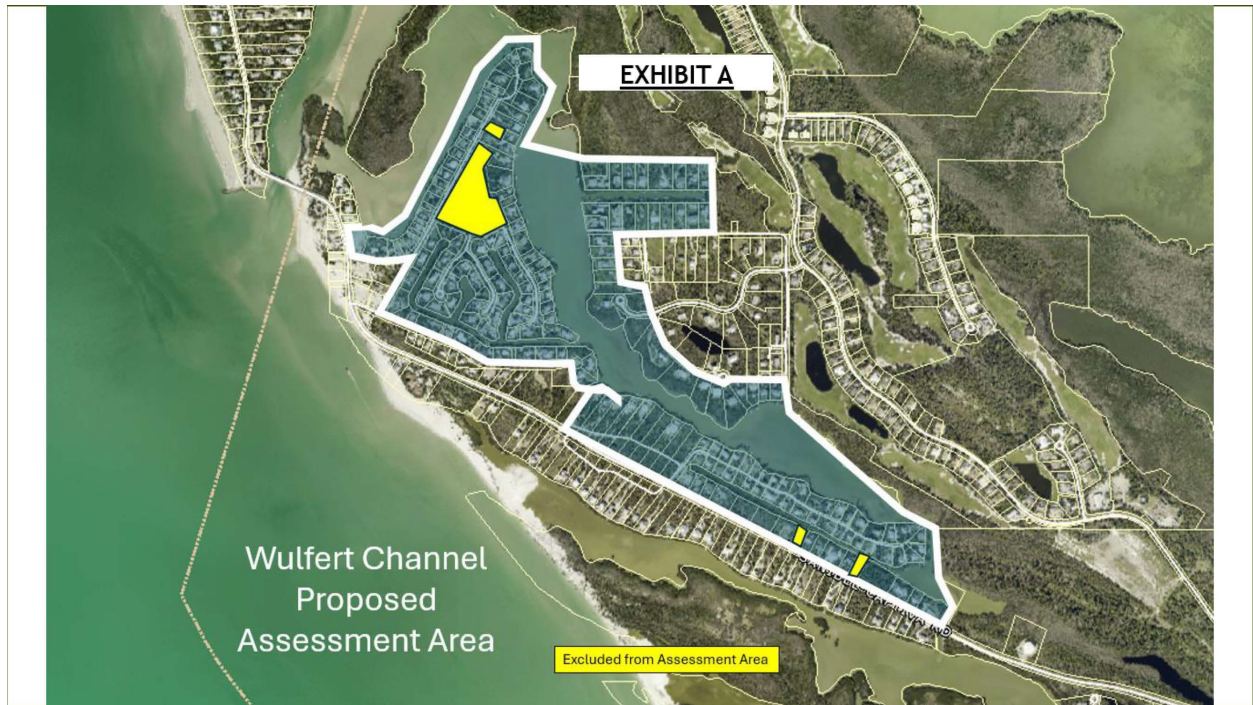 EXHIBIT A
Wulfert Channel
Proposed
Assessment Area
Excluded from Assessment Area